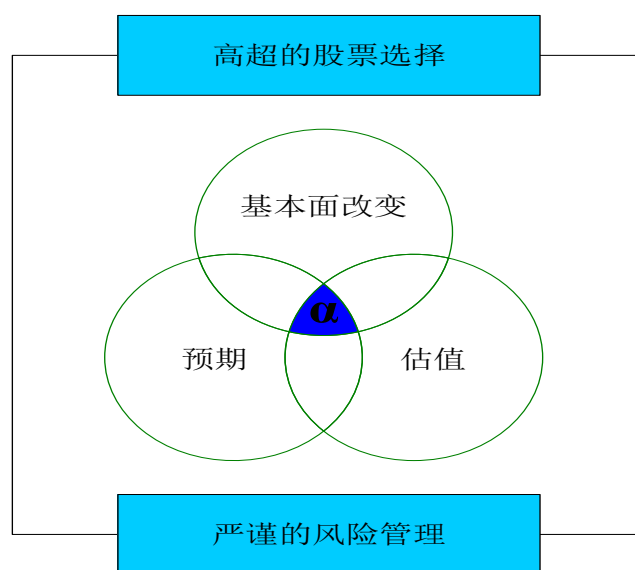 高超的股票选择
基本面改变
α
预期
估值
严谨的风险管理